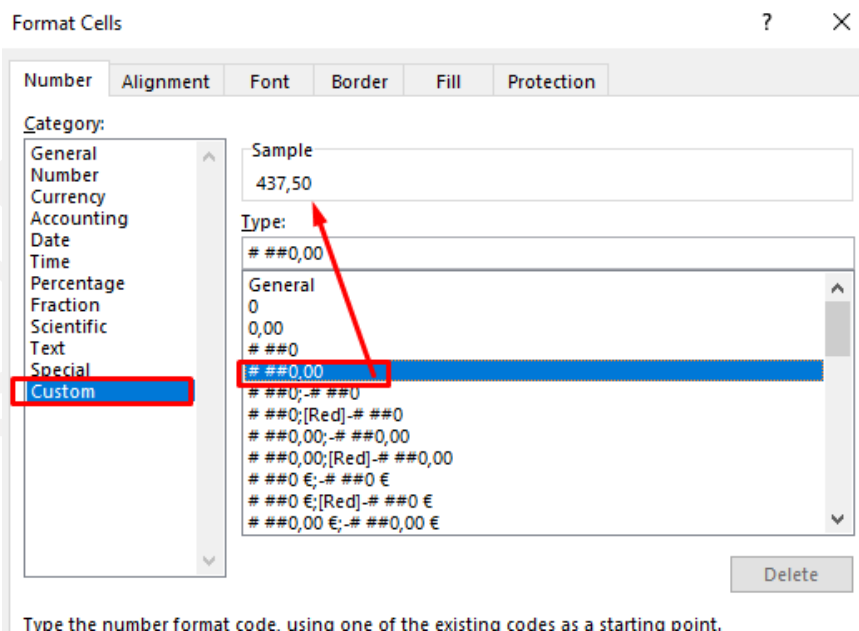 Format Cells ? X
Number Alignment Font Border Fill Protection
Category:
General
Number
Currency
Accounting
Date
Time
Percentage
Fraction
Scientific
Text
Special
Custom
Sample
437,50
Type:
# ##0,00
General
0
0,00
# ##0
# ##0,00
# ##0;-# ##0
# ##0;[Red]-# ##0
# ##0,00;-# ##0,00
# ##0,00;[Red]-# ##0,00
# ##0 €;-# ##0 €
# ##0 €;[Red]-# ##0 €
# ##0,00 €;-# ##0,00 €
Delete
Type the number format code, using one of the existing codes as a starting point.